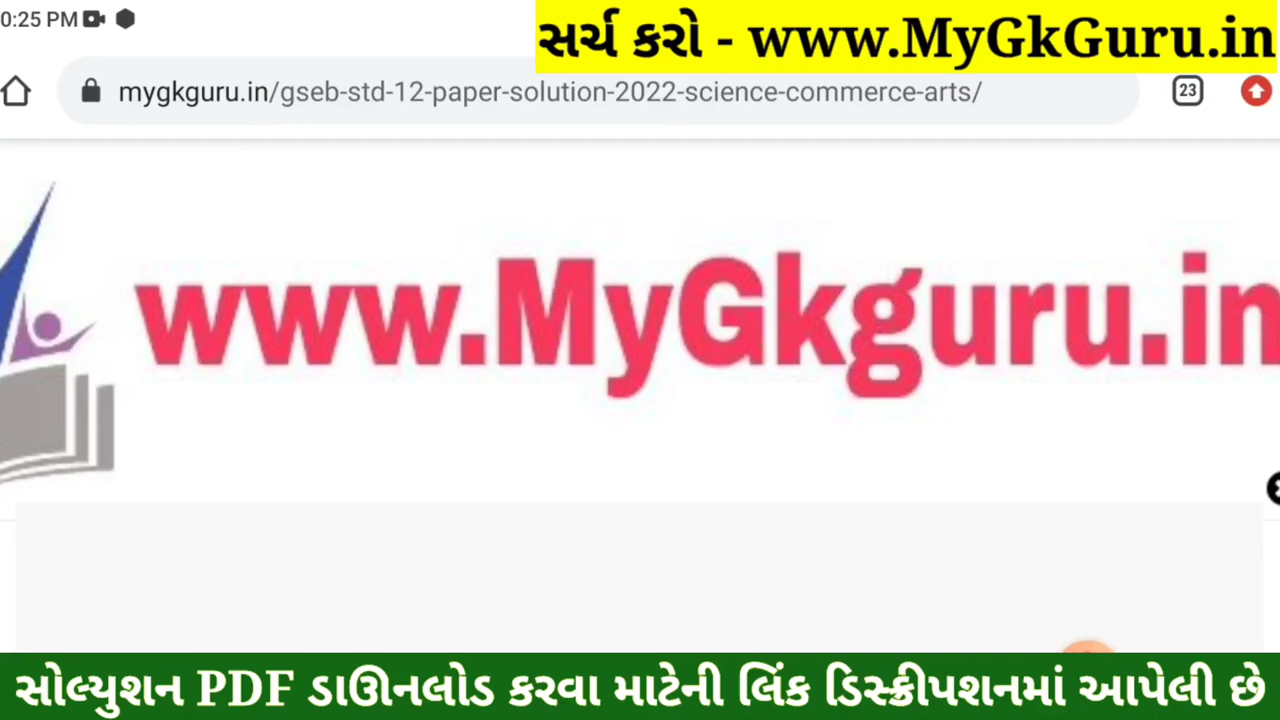 0:25 PM
સર્ચ કરો - www.MyGkGuru.in
mygkguru.in/gseb-std-12-paper-solution-2022-science-commerce-arts/
23
www.MyGkguru.in
સોલ્યુશન PDF ડાઊનલોડ કરવા માટેની લિંક ડિસ્ક્રીપશનમાં આપેલી છે